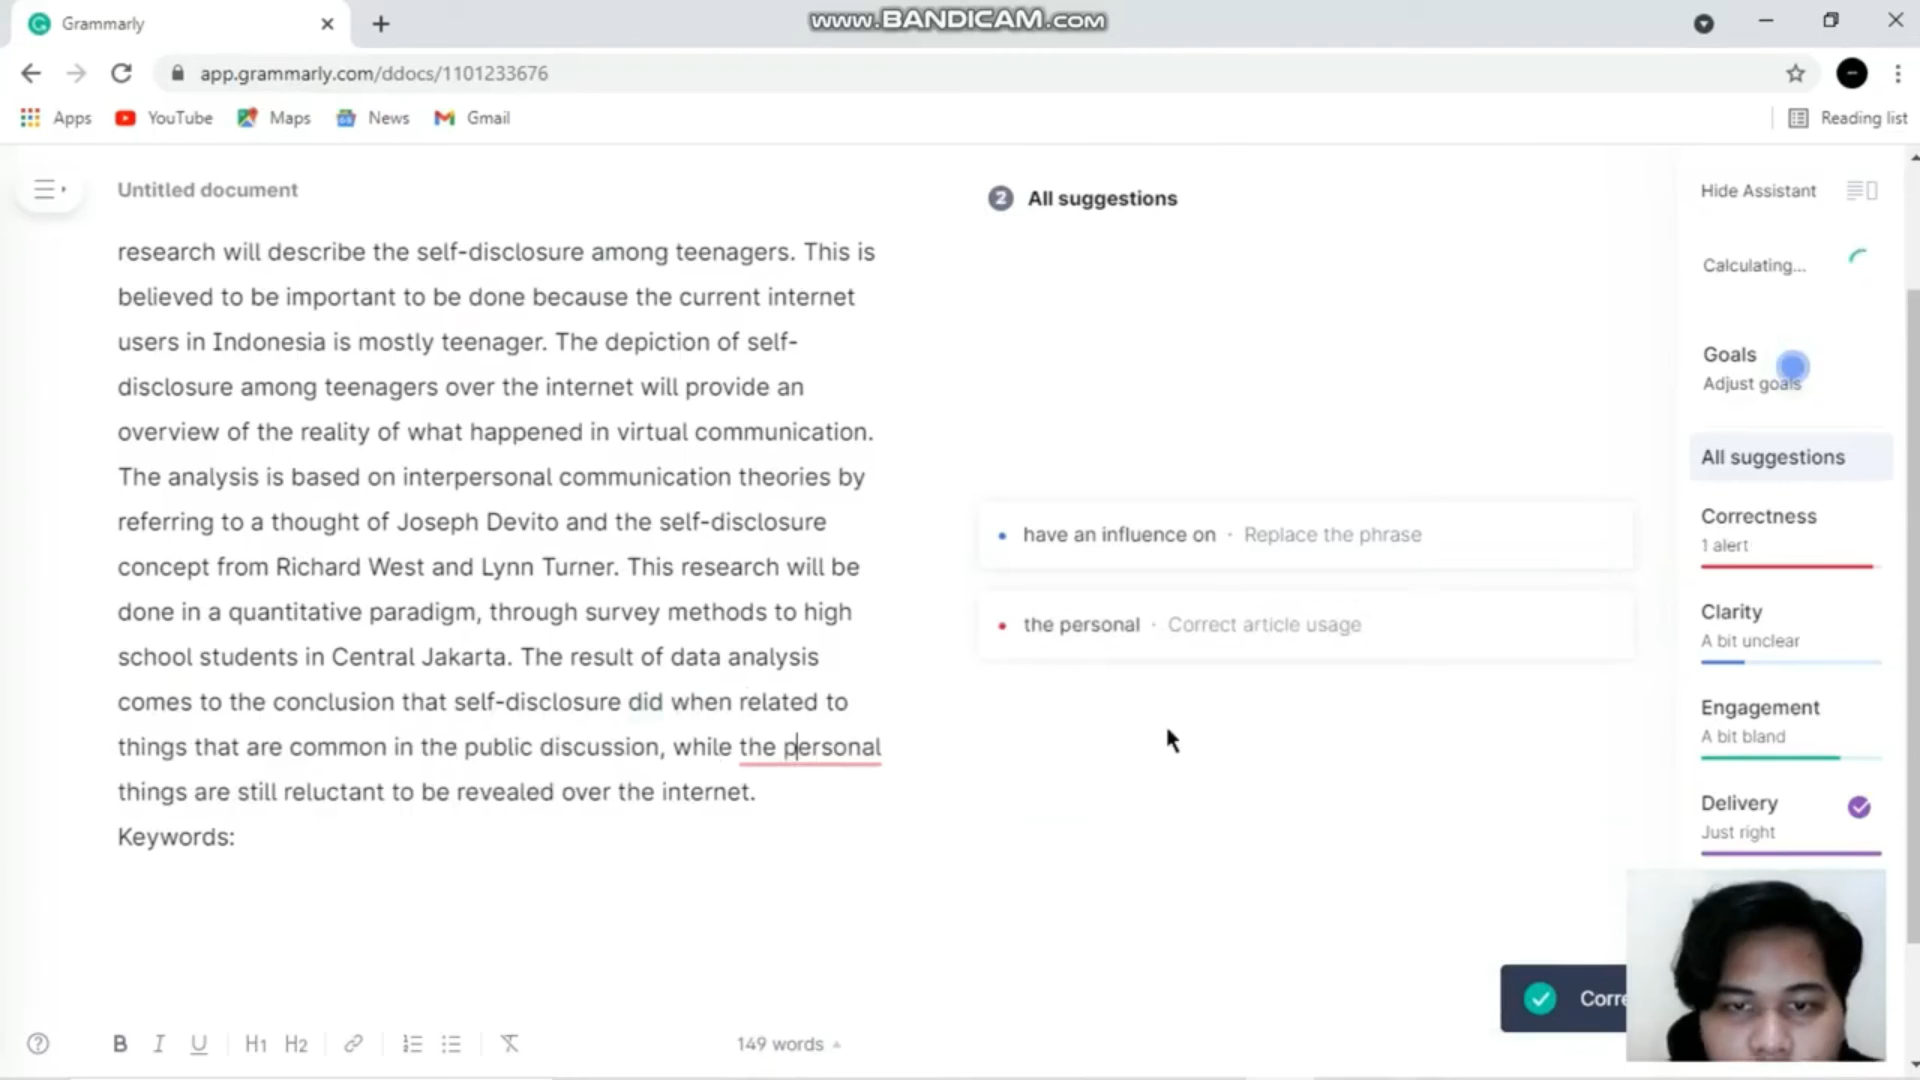 Grammarly
www.BANDICAM.com
app.grammarly.com/ddocs/1101233676
Apps
YouTube
Maps
News
Gmail
Reading list
Untitled document
research will describe the self-disclosure among teenagers. This is
believed to be important to be done because the current internet
users in Indonesia is mostly teenager. The depiction of self-
disclosure among teenagers over the internet will provide an
overview of the reality of what happened in virtual communication.
The analysis is based on interpersonal communication theories by
referring to a thought of Joseph Devito and the self-disclosure
concept from Richard West and Lynn Turner. This research will be
done in a quantitative paradigm, through survey methods to high
school students in Central Jakarta. The result of data analysis
comes to the conclusion that self-disclosure did when related to
things that are common in the public discussion, while the personal
things are still reluctant to be revealed over the internet.
Keywords:
B I U H1 H2
149 words
2 All suggestions
have an influence on · Replace the phrase
the personal · Correct article usage
Hide Assistant
Calculating...
Goals
Adjust goals
All suggestions
Correctness
1 alert
Clarity
A bit unclear
Engagement
A bit bland
Delivery
Just right